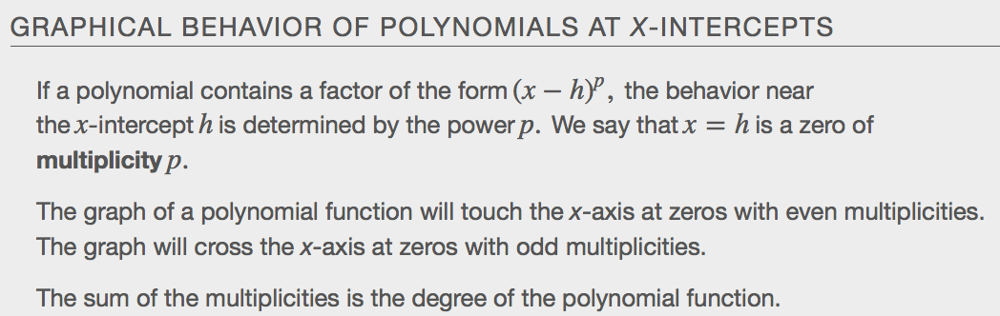 GRAPHICAL BEHAVIOR OF POLYNOMIALS AT X-INTERCEPTS
If a polynomial contains a factor of the form (x − h)^p, the behavior near
the x-intercept h is determined by the power p. We say that x = h is a zero of
multiplicity p.
The graph of a polynomial function will touch the x-axis at zeros with even multiplicities.
The graph will cross the x-axis at zeros with odd multiplicities.
The sum of the multiplicities is the degree of the polynomial function.